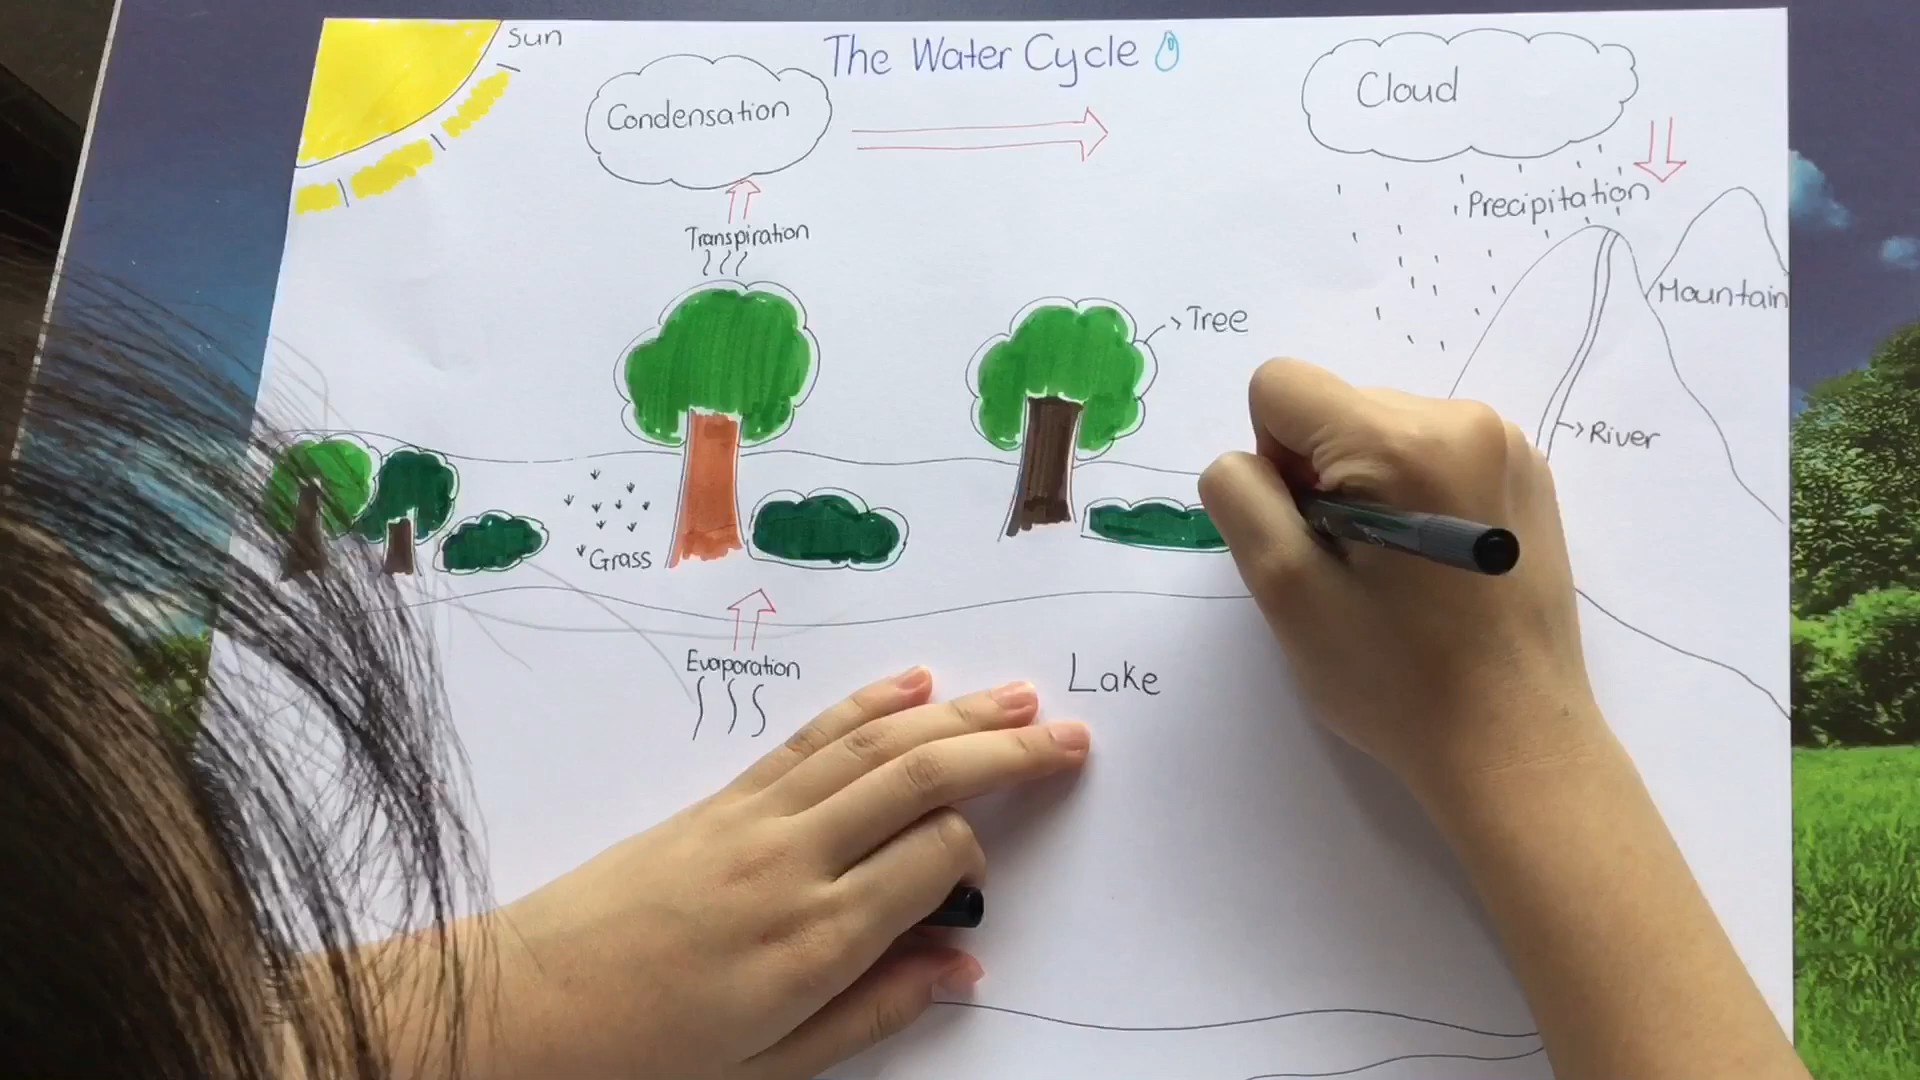 Sun
The Water Cycle
Condensation
Cloud
Precipitation
Transpiration
Mountain
Tree
River
Grass
Evaporation
Lake